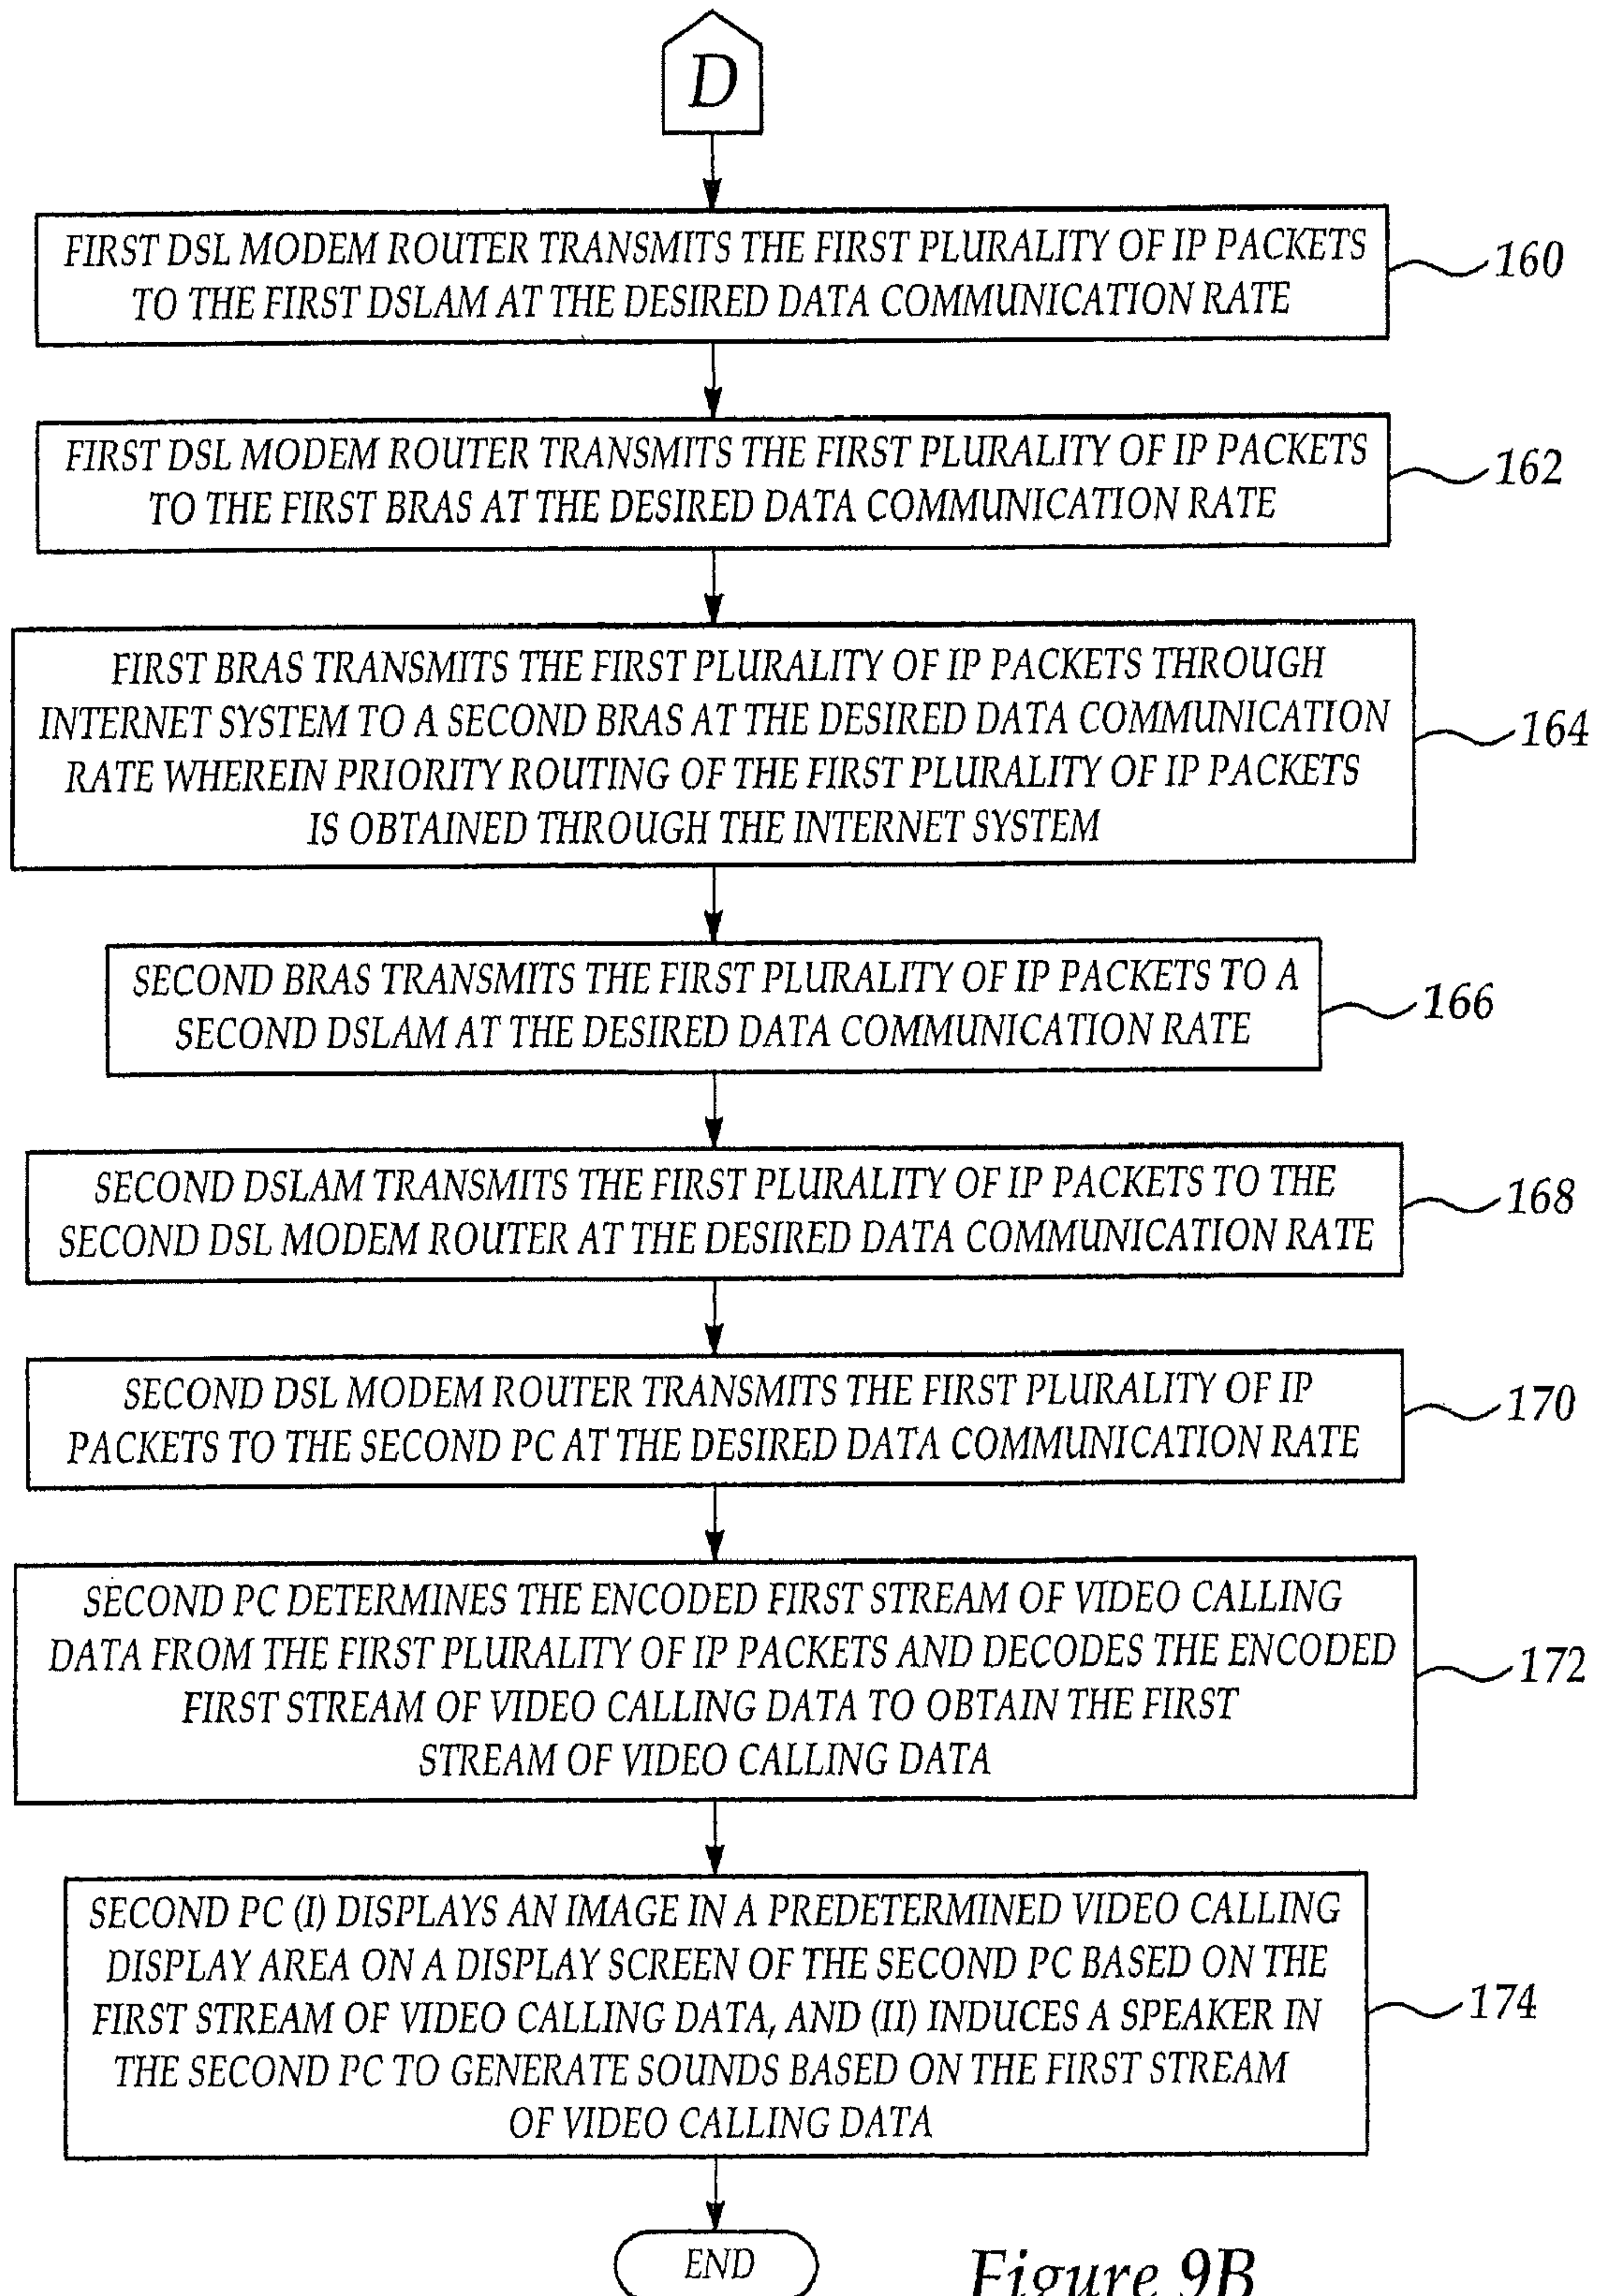 D
FIRST DSL MODEM ROUTER TRANSMITS THE FIRST PLURALITY OF IP PACKETS
TO THE FIRST DSLAM AT THE DESIRED DATA COMMUNICATION RATE
160
FIRST DSL MODEM ROUTER TRANSMITS THE FIRST PLURALITY OF IP PACKETS
TO THE FIRST BRAS AT THE DESIRED DATA COMMUNICATION RATE
162
FIRST BRAS TRANSMITS THE FIRST PLURALITY OF IP PACKETS THROUGH
INTERNET SYSTEM TO A SECOND BRAS AT THE DESIRED DATA COMMUNICATION
RATE WHEREIN PRIORITY ROUTING OF THE FIRST PLURALITY OF IP PACKETS
IS OBTAINED THROUGH THE INTERNET SYSTEM
164
SECOND BRAS TRANSMITS THE FIRST PLURALITY OF IP PACKETS TO A
SECOND DSLAM AT THE DESIRED DATA COMMUNICATION RATE
166
SECOND DSLAM TRANSMITS THE FIRST PLURALITY OF IP PACKETS TO THE
SECOND DSL MODEM ROUTER AT THE DESIRED DATA COMMUNICATION RATE
168
SECOND DSL MODEM ROUTER TRANSMITS THE FIRST PLURALITY OF IP
PACKETS TO THE SECOND PC AT THE DESIRED DATA COMMUNICATION RATE
170
SECOND PC DETERMINES THE ENCODED FIRST STREAM OF VIDEO CALLING
DATA FROM THE FIRST PLURALITY OF IP PACKETS AND DECODES THE ENCODED
FIRST STREAM OF VIDEO CALLING DATA TO OBTAIN THE FIRST
STREAM OF VIDEO CALLING DATA
172
SECOND PC (I) DISPLAYS AN IMAGE IN A PREDETERMINED VIDEO CALLING
DISPLAY AREA ON A DISPLAY SCREEN OF THE SECOND PC BASED ON THE
FIRST STREAM OF VIDEO CALLING DATA, AND (II) INDUCES A SPEAKER IN
THE SECOND PC TO GENERATE SOUNDS BASED ON THE FIRST STREAM
OF VIDEO CALLING DATA
174
END
Figure 9B